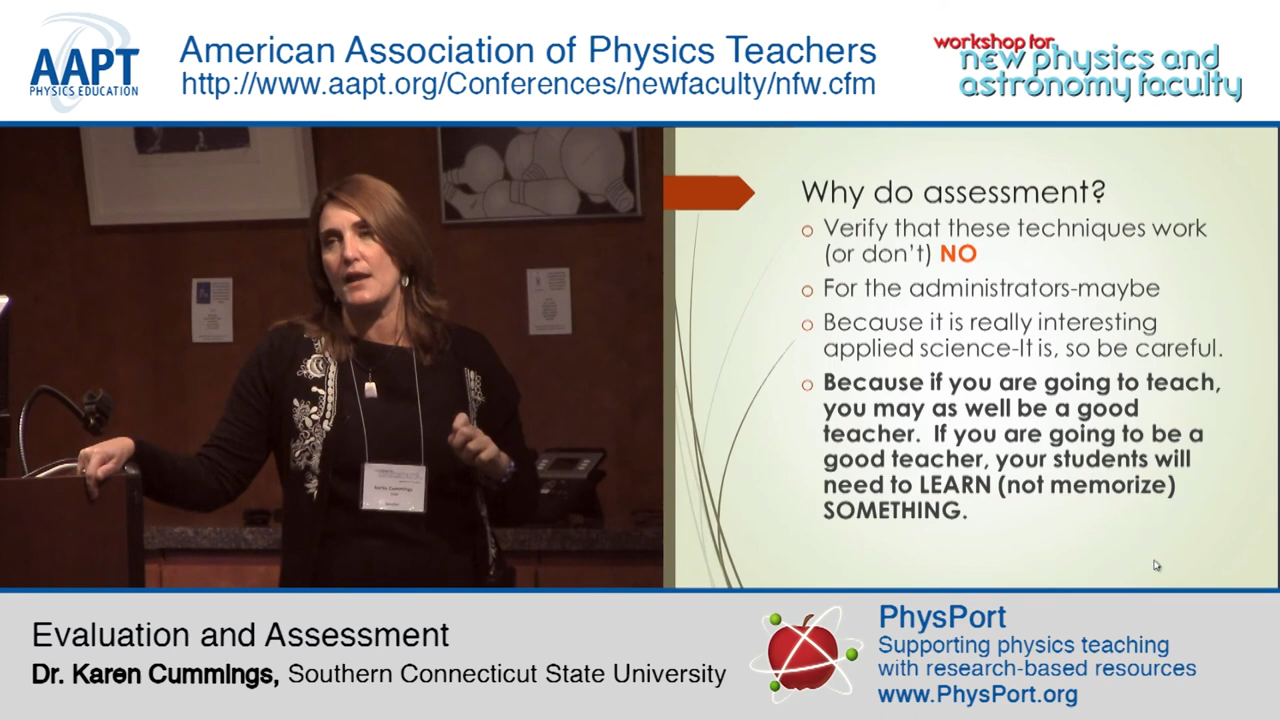 AAPT
PHYSICS EDUCATION
American Association of Physics Teachers
http://www.aapt.org/Conferences/newfaculty/nfw.cfm
workshop for
new physics and
astronomy faculty
Why do assessment?
Verify that these techniques work
(or don't) NO
For the administrators-maybe
Because it is really interesting
applied science-It is, so be careful.
Because if you are going to teach,
you may as well be a good
teacher. If you are going to be a
good teacher, your students will
need to LEARN (not memorize)
SOMETHING.
Karen Cummings
Evaluation and Assessment
Dr. Karen Cummings, Southern Connecticut State University
PhysPort
Supporting physics teaching
with research-based resources
www.PhysPort.org